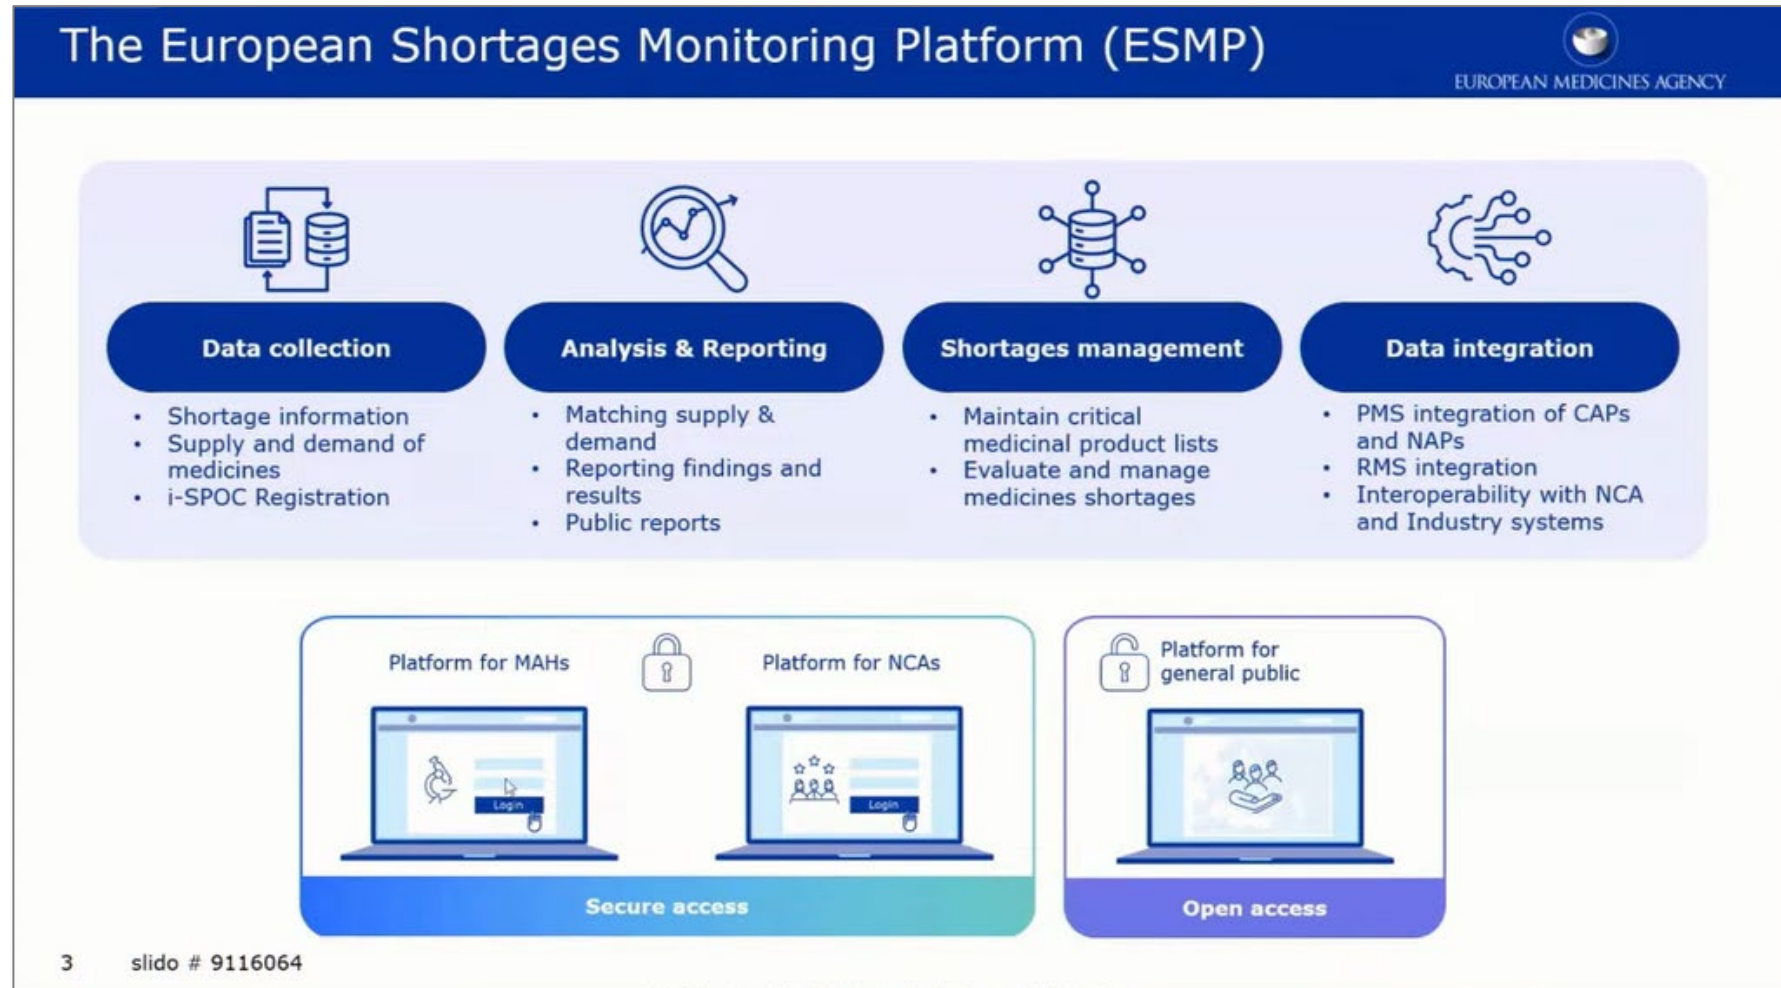 The European Shortages Monitoring Platform (ESMP)
EUROPEAN MEDICINES AGENCY
Data collection
• Shortage information
• Supply and demand of
medicines
• i-SPOC Registration
Analysis & Reporting
• Matching supply &
demand
• Reporting findings and
results
• Public reports
Shortages management
• Maintain critical
medicinal product lists
• Evaluate and manage
medicines shortages
Data integration
• PMS integration of CAPs
and NAPs
• RMS integration
• Interoperability with NCA
and Industry systems
Platform for MAHs
Login
Platform for NCAs
Login
Secure access
Platform for
general public
Open access
3 slido # 9116064